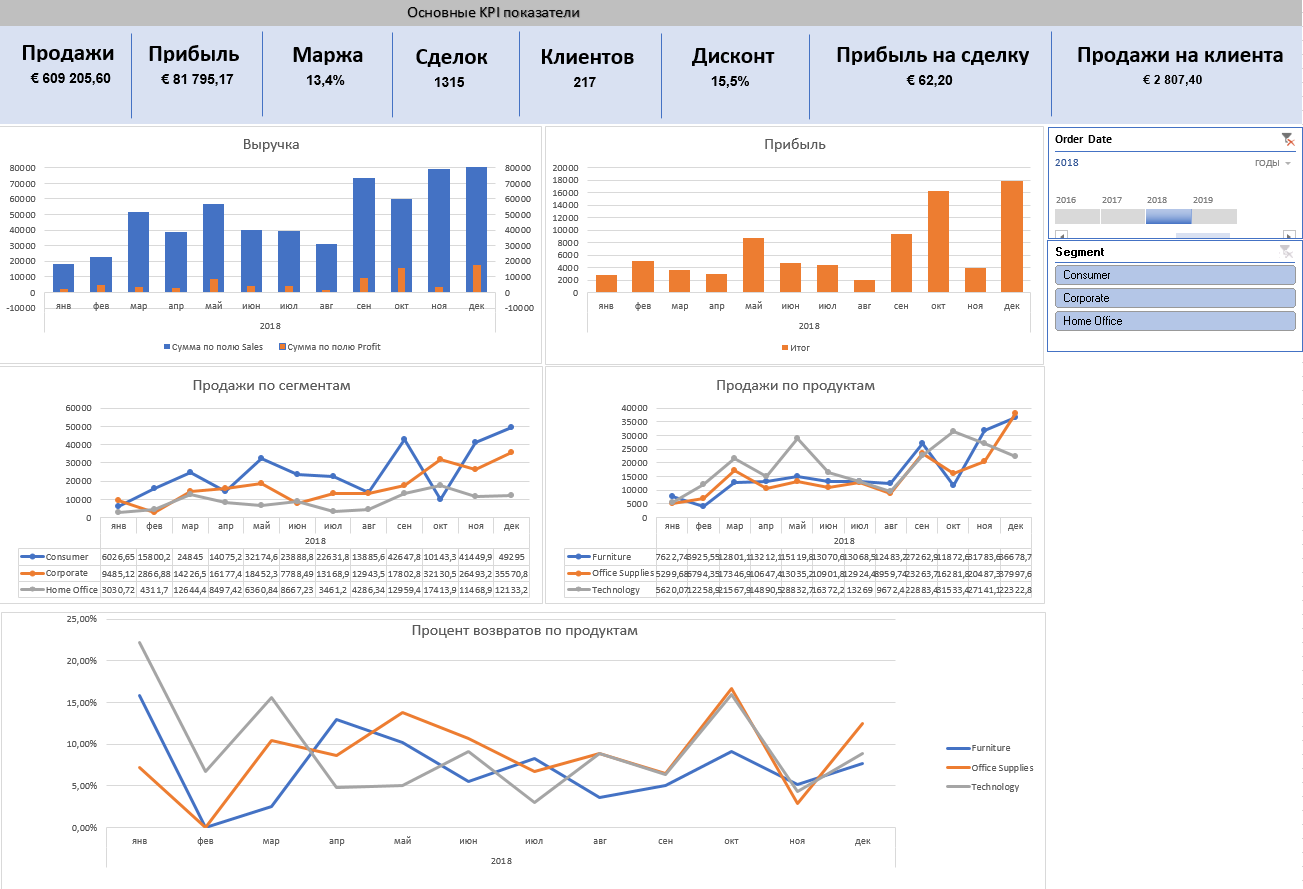 Основные KPI показатели
Продажи
€ 609 205,60
Прибыль
€ 81 795,17
Маржа
13,4%
Сделок
1315
Клиентов
217
Дисконт
15,5%
Прибыль на сделку
€ 62,20
Продажи на клиента
€ 2 807,40
Выручка
80000 80000
70000 70000
60000 60000
50000 50000
40000 40000
30000 30000
20000 20000
10000 10000
0 0
-10000 -10000
янв фев мар апр май июн июл авг сен окт ноя дек
2018
Сумма по полю Sales Сумма по полю Profit
Прибыль
20000
18000
16000
14000
12000
10000
8000
6000
4000
2000
0
янв фев мар апр май июн июл авг сен окт ноя дек
2018
Итог
Order Date
2018 ГОДЫ
2016 2017 2018 2019
Segment
Consumer
Corporate
Home Office
Продажи по сегментам
60000
50000
40000
30000
20000
10000
0
янв фев мар апр май июн июл авг сен окт ноя дек
2018
Consumer 6026,65 15800,2 24845 14075,2 32174,6 23888,8 22631,8 13885,6 42647,8 10143,3 41449,9 49295
Corporate 9485,12 2866,88 14226,5 16177,4 18452,3 7788,49 13168,9 12943,5 17802,8 32130,5 26493,2 35570,8
Home Office 3030,72 4311,7 12644,4 8497,42 6360,84 8667,23 3461,2 4286,34 12959,4 17413,9 11468,9 12133,2
Продажи по продуктам
40000
35000
30000
25000
20000
15000
10000
5000
0
янв фев мар апр май июн июл авг сен окт ноя дек
2018
Furniture 7622,74 3925,55 12801,1 13212,1 15119,8 13070,6 13068,5 12483,2 27262,9 11872,6 31783,6 36678,7
Office Supplies 5299,68 6794,35 17346,9 10647,4 13035,2 10901,8 12924,4 8959,74 23263,7 16281,8 20487,3 37997,6
Technology 5620,07 12258,9 21567,9 14890,5 28832,7 16372,2 13269 9672,4 22883,4 31533,4 27141,1 22322,8
Процент возвратов по продуктам
25,00%
20,00%
15,00%
10,00%
5,00%
0,00%
янв фев мар апр май июн июл авг сен окт ноя дек
2018
Furniture
Office Supplies
Technology